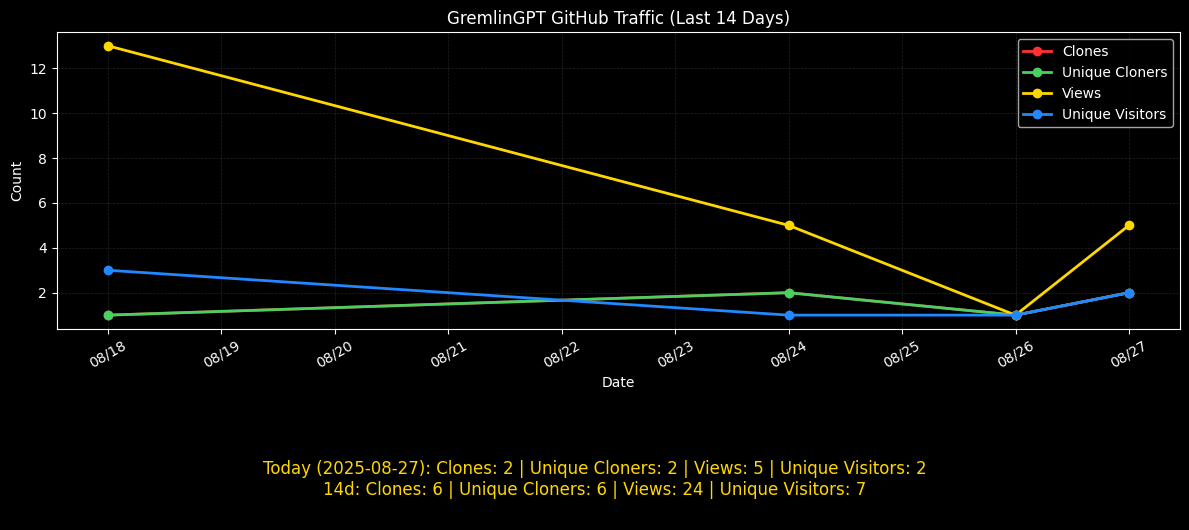 GremlinGPT GitHub Traffic (Last 14 Days)
Clones
Unique Cloners
Views
Unique Visitors
Count
12
10
8
6
4
2
08/18
08/19
08/20
08/21
08/22
08/23
08/24
08/25
08/26
08/27
Date
Today (2025-08-27): Clones: 2 | Unique Cloners: 2 | Views: 5 | Unique Visitors: 2
14d: Clones: 6 | Unique Cloners: 6 | Views: 24 | Unique Visitors: 7